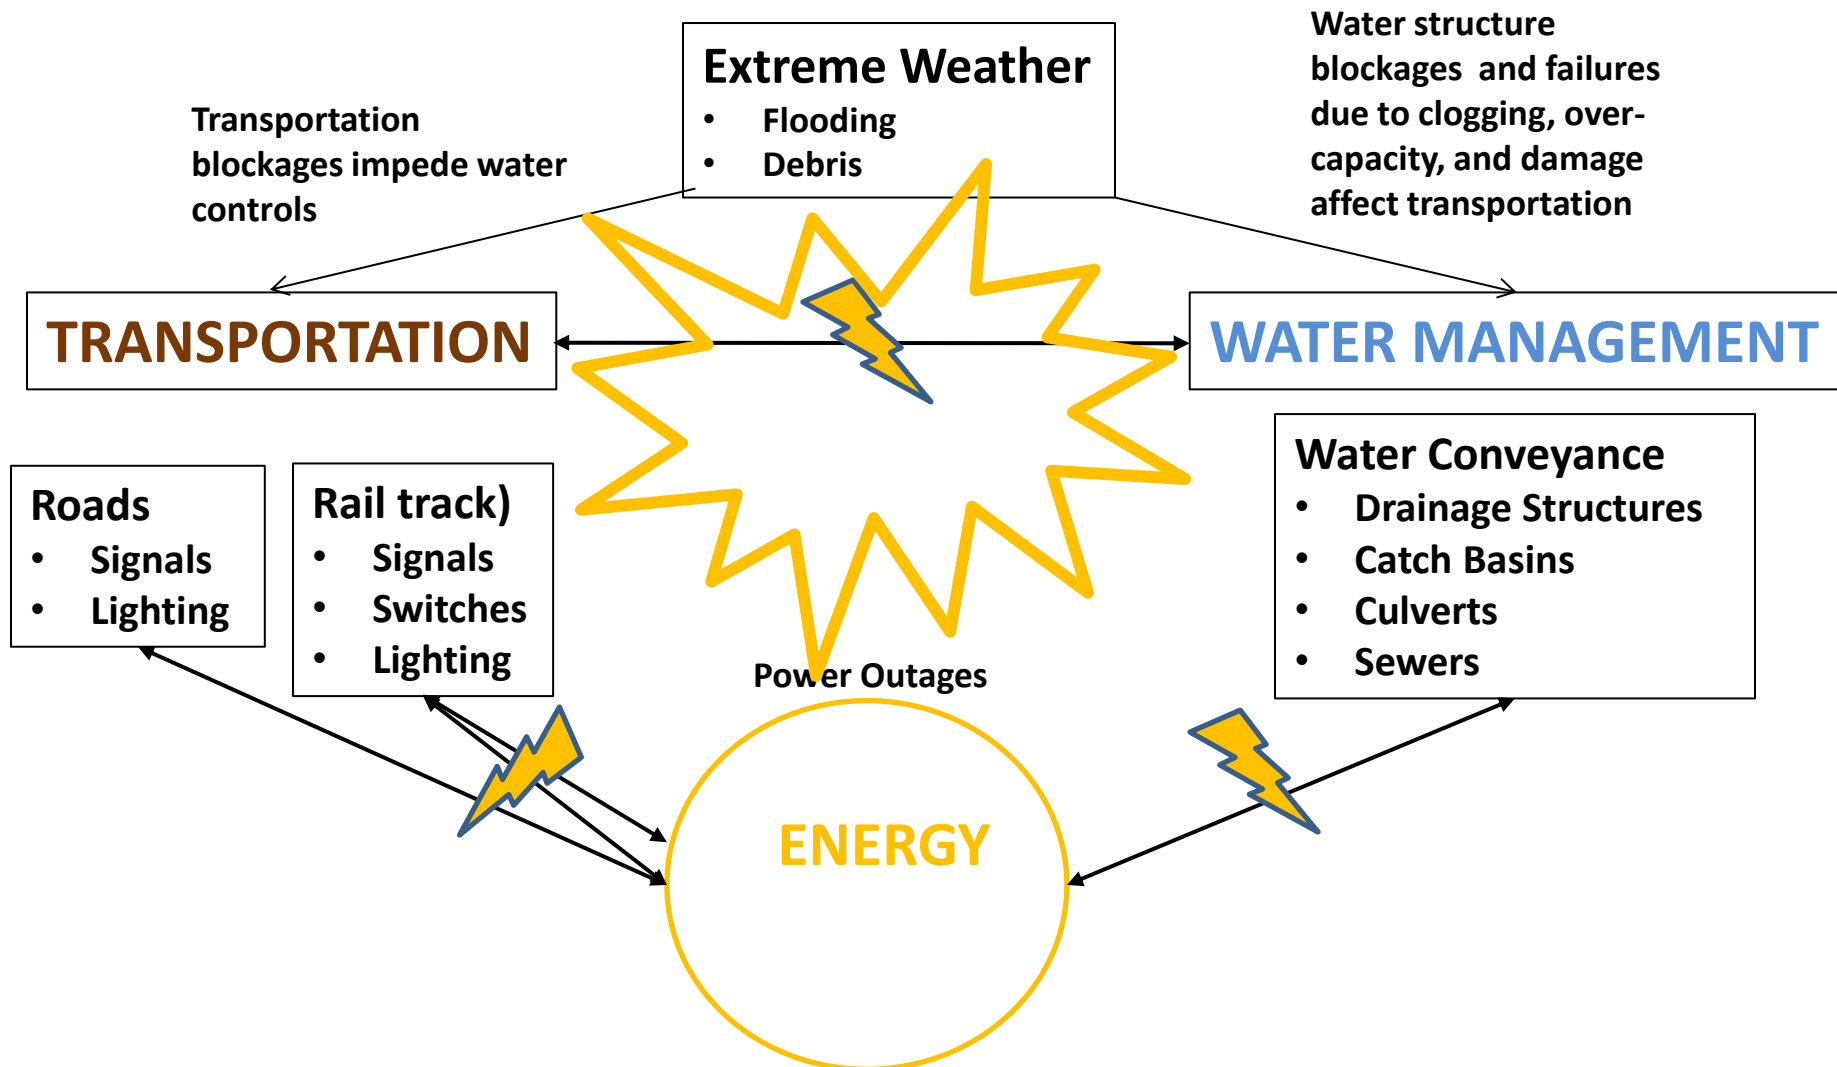 Extreme Weather
• Flooding
• Debris
Water structure
blockages and failures
due to clogging, over-
capacity, and damage
affect transportation
Transportation
blockages impede water
controls
TRANSPORTATION
WATER MANAGEMENT
Roads
• Signals
• Lighting
Rail track)
• Signals
• Switches
• Lighting
Water Conveyance
• Drainage Structures
• Catch Basins
• Culverts
• Sewers
Power Outages
ENERGY